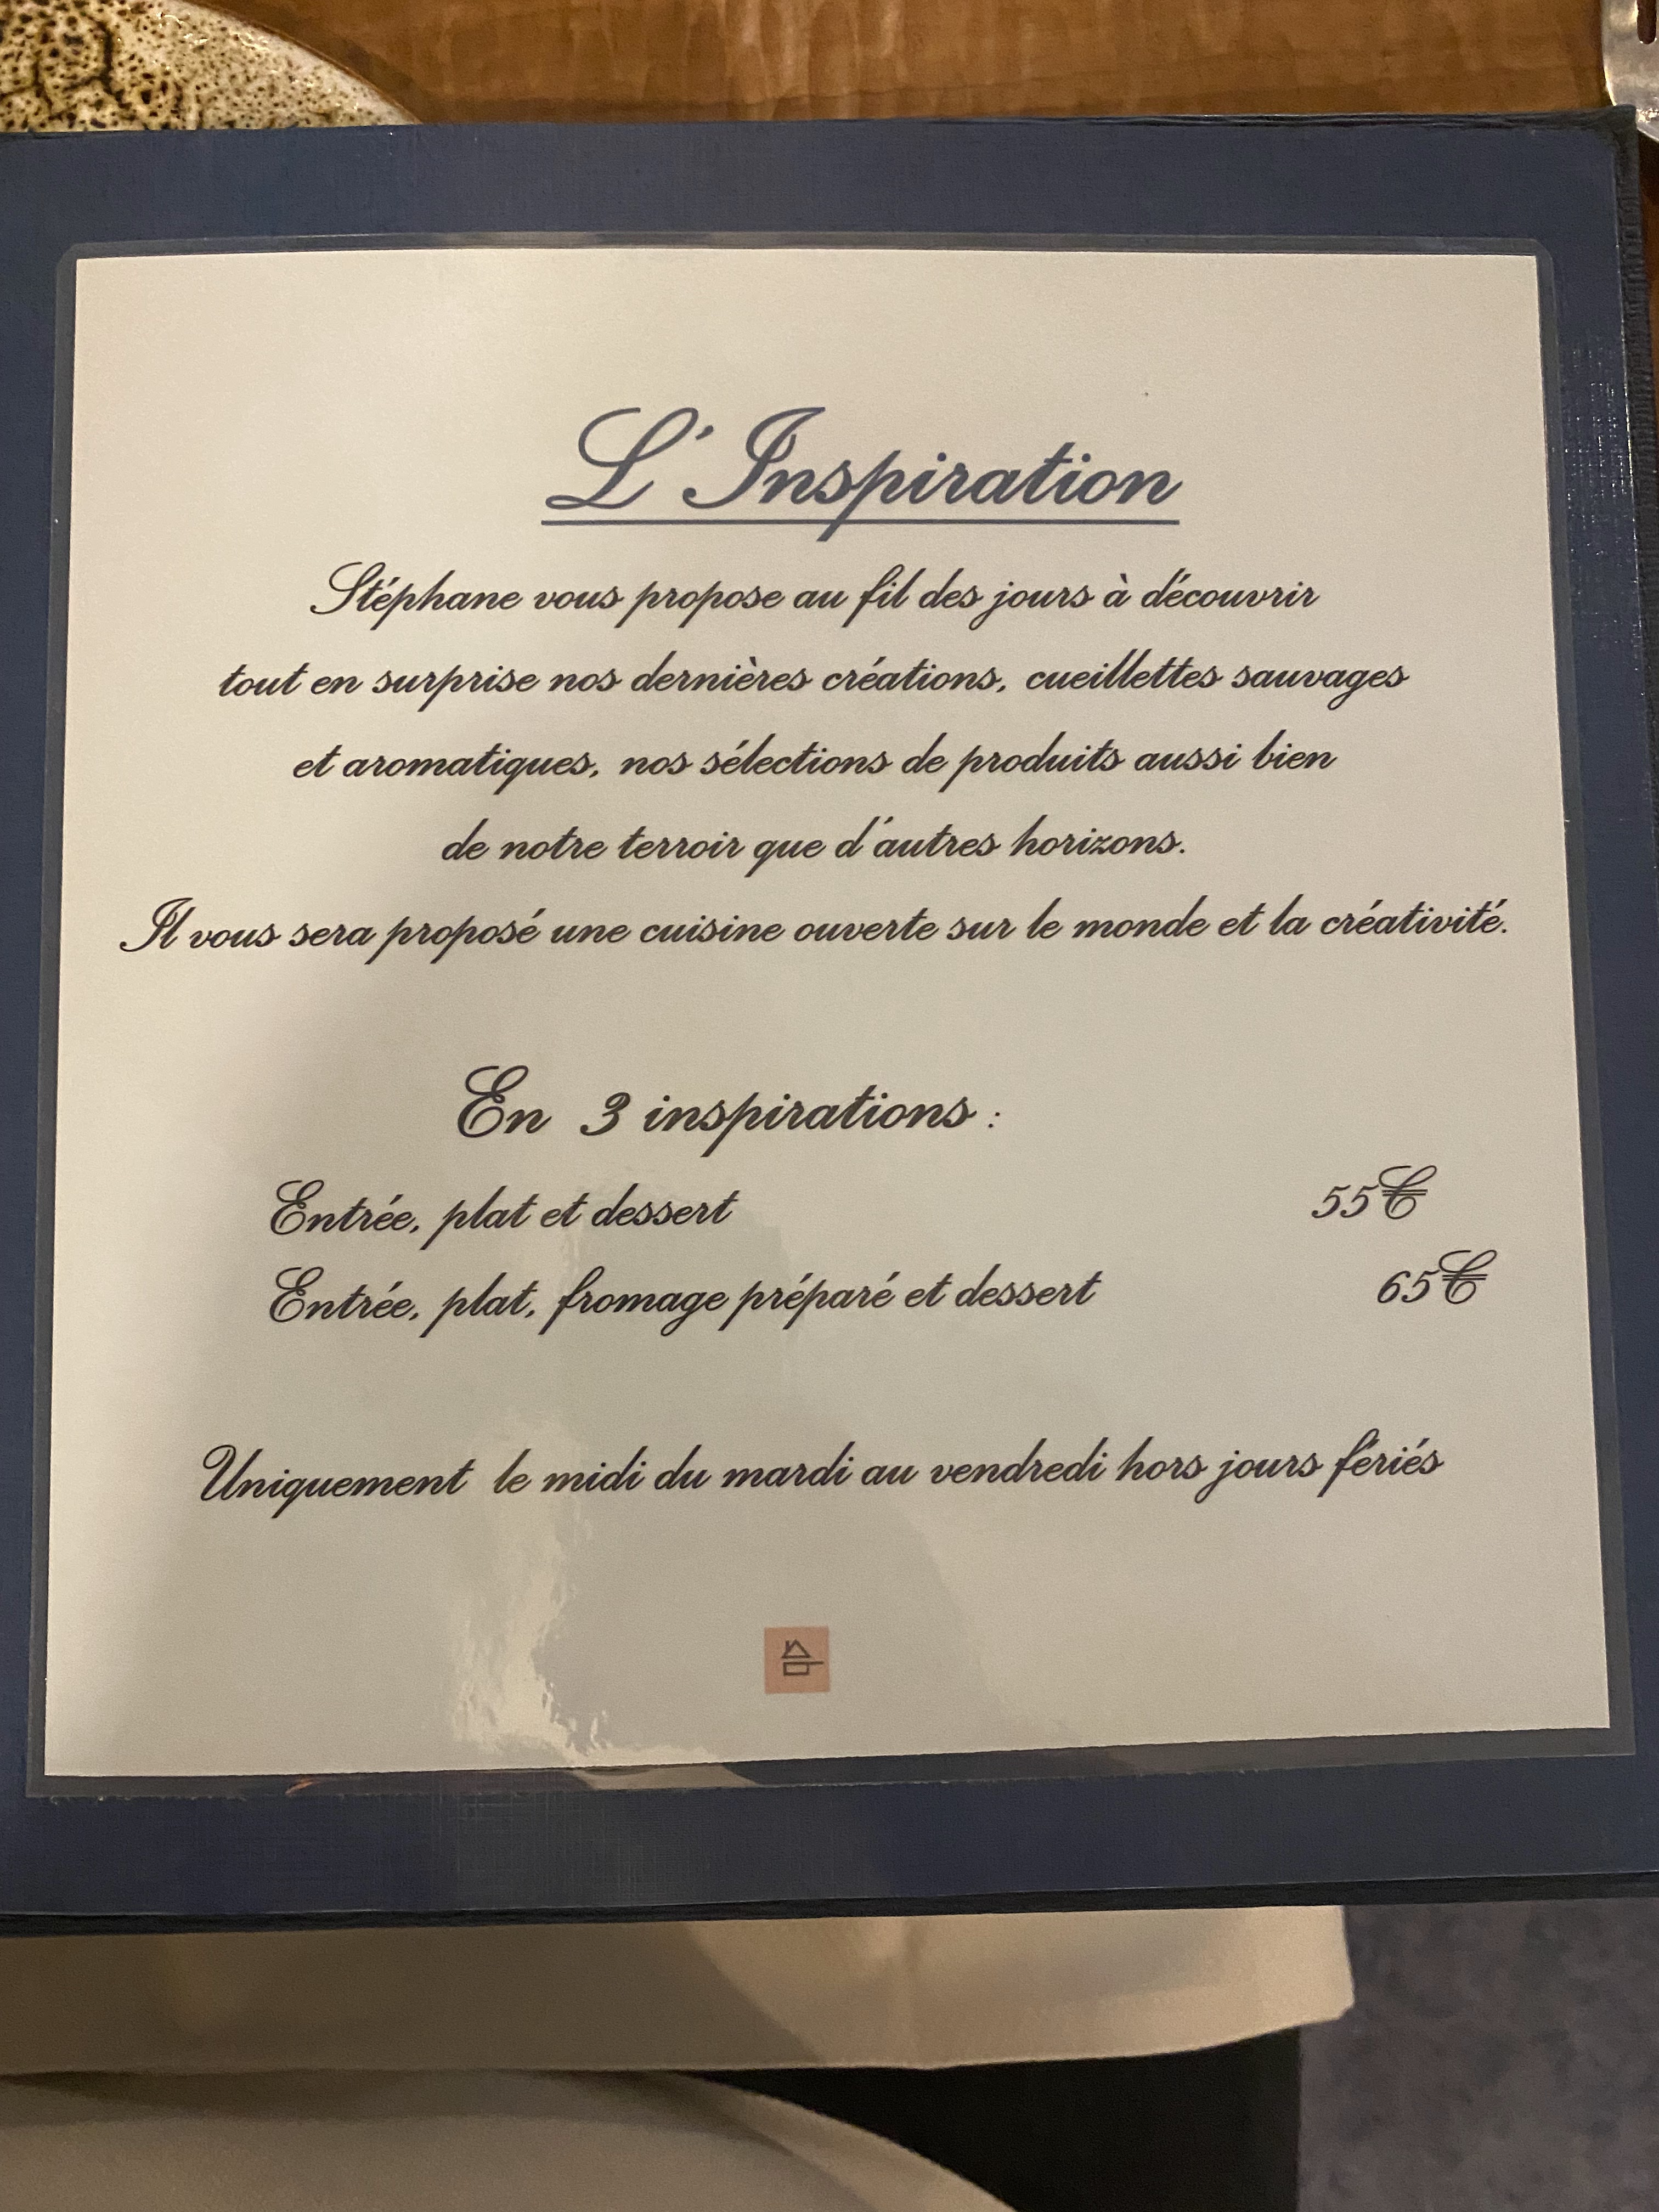 L'Inspiration
Stéphane vous propose au fil des jours à découvrir
tout en surprise nos dernières créations, cueillettes sauvages
et aromatiques, nos sélections de produits aussi bien
de notre terroir que d'autres horizons.
Il vous sera proposé une cuisine ouverte sur le monde et la créativité.
En 3 inspirations :
Entrée, plat et dessert 55€
Entrée, plat, fromage préparé et dessert 65€
Uniquement le midi du mardi au vendredi hors jours fériés